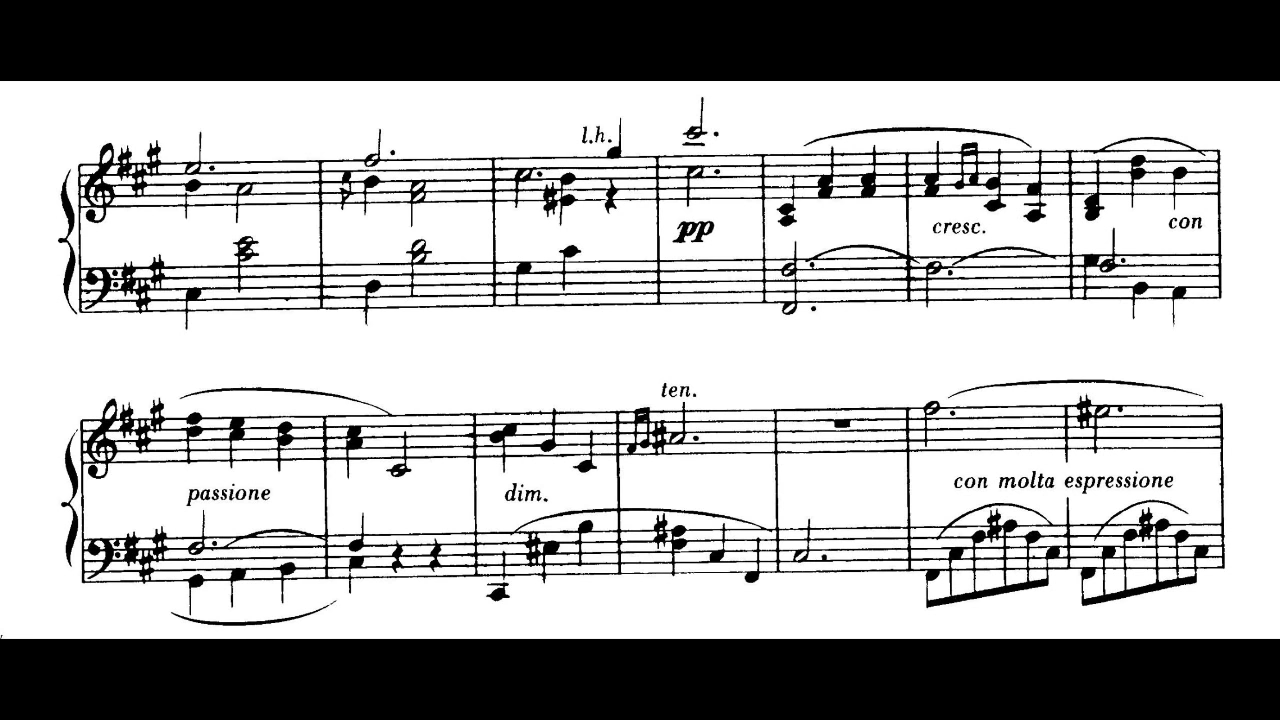 l.h.
pp
cresc.
con
ten.
passione
dim.
con molta espressione